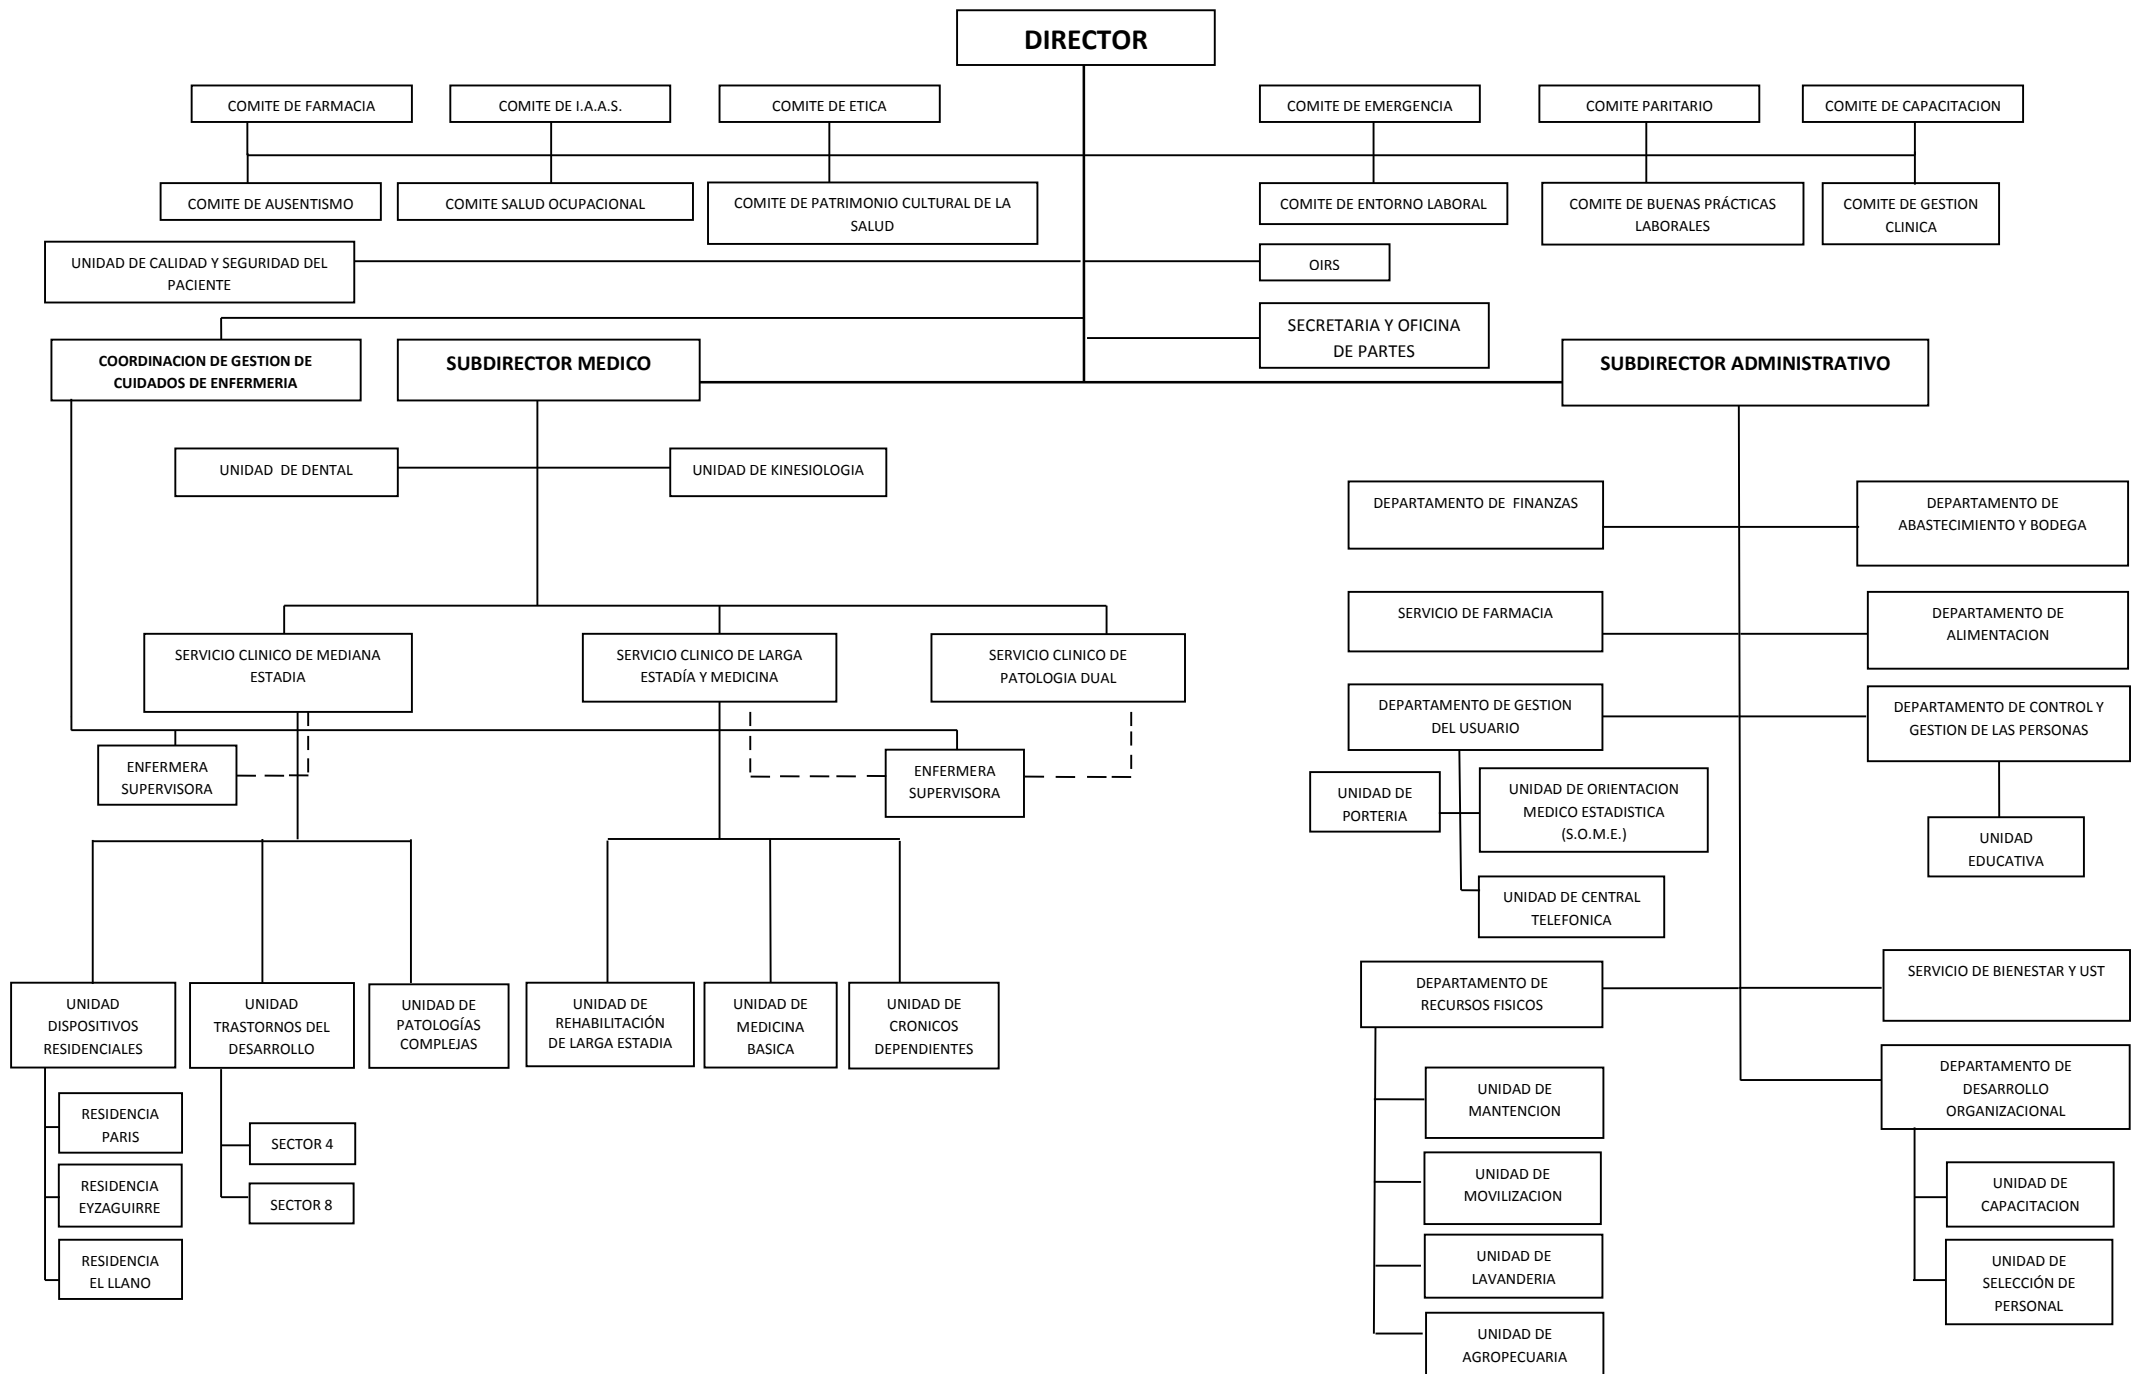 DIRECTOR
COMITE DE FARMACIA
COMITE DE I.A.A.S.
COMITE DE ETICA
COMITE DE EMERGENCIA
COMITE PARITARIO
COMITE DE CAPACITACION
COMITE DE AUSENTISMO
COMITE SALUD OCUPACIONAL
COMITE DE PATRIMONIO CULTURAL DE LA
SALUD
COMITE DE ENTORNO LABORAL
COMITE DE BUENAS PRÁCTICAS
LABORALES
COMITE DE GESTION
CLINICA
UNIDAD DE CALIDAD Y SEGURIDAD DEL
PACIENTE
OIRS
SECRETARIA Y OFICINA
DE PARTES
COORDINACION DE GESTION DE
CUIDADOS DE ENFERMERIA
SUBDIRECTOR MEDICO
SUBDIRECTOR ADMINISTRATIVO
UNIDAD DE DENTAL
UNIDAD DE KINESIOLOGIA
DEPARTAMENTO DE FINANZAS
DEPARTAMENTO DE
ABASTECIMIENTO Y BODEGA
SERVICIO DE FARMACIA
DEPARTAMENTO DE
ALIMENTACION
SERVICIO CLINICO DE MEDIANA
ESTADIA
SERVICIO CLINICO DE LARGA
ESTADÍA Y MEDICINA
SERVICIO CLINICO DE
PATOLOGIA DUAL
DEPARTAMENTO DE GESTION
DEL USUARIO
DEPARTAMENTO DE CONTROL Y
GESTION DE LAS PERSONAS
ENFERMERA
SUPERVISORA
ENFERMERA
SUPERVISORA
UNIDAD DE
PORTERIA
UNIDAD DE ORIENTACION
MEDICO ESTADISTICA
(S.O.M.E.)
UNIDAD
EDUCATIVA
UNIDAD DE CENTRAL
TELEFONICA
UNIDAD
DISPOSITIVOS
RESIDENCIALES
UNIDAD
TRASTORNOS DEL
DESARROLLO
UNIDAD DE
PATOLOGÍAS
COMPLEJAS
UNIDAD DE
REHABILITACIÓN
DE LARGA ESTADIA
UNIDAD DE
MEDICINA
BASICA
UNIDAD DE
CRONICOS
DEPENDIENTES
DEPARTAMENTO DE
RECURSOS FISICOS
SERVICIO DE BIENESTAR Y UST
DEPARTAMENTO DE
DESARROLLO
ORGANIZACIONAL
RESIDENCIA
PARIS
RESIDENCIA
EYZAGUIRRE
RESIDENCIA
EL LLANO
SECTOR 4
SECTOR 8
UNIDAD DE
MANTENCION
UNIDAD DE
MOVILIZACION
UNIDAD DE
LAVANDERIA
UNIDAD DE
AGROPECUARIA
UNIDAD DE
CAPACITACION
UNIDAD DE
SELECCIÓN DE
PERSONAL